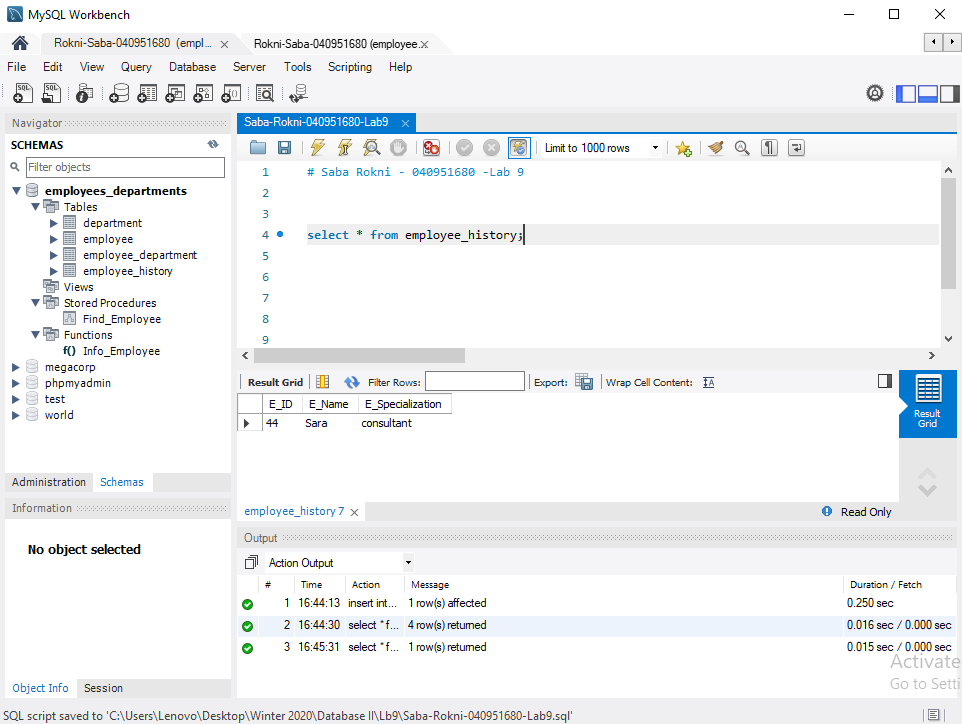 MySQL Workbench
Rokni-Saba-040951680 (empl... × Rokni-Saba-040951680 (employee.×
File Edit View Query Database Server Tools Scripting Help
Navigator
SCHEMAS
Filter objects
employees_departments
Tables
department
employee
employee_department
employee_history
Views
Stored Procedures
Find_Employee
Functions
f() Info_Employee
megacorp
phpmyadmin
test
world
Administration Schemas
Information
No object selected
Object Info Session
Saba-Rokni-040951680-Lab9 ×
Limit to 1000 rows
1 # Saba Rokni - 040951680 -Lab 9
2
3
4 select * from employee_history;
5
6
7
8
9
Result Grid Filter Rows: Export: Wrap Cell Content:
E_ID E_Name E_Specialization
44 Sara consultant
Result
Grid
employee_history 7 × Read Only
Output
Action Output
# Time Action Message Duration / Fetch
1 16:44:13 insert int... 1 row(s) affected 0.250 sec
2 16:44:30 select * f... 4 row(s) returned 0.016 sec / 0.000 sec
3 16:45:31 select * f... 1 row(s) returned 0.015 sec / 0.000 sec
Activate
Go to Setti
SQL script saved to 'C:\Users\Lenovo\Desktop\Winter 2020\Database II\Lb9\Saba-Rokni-040951680-Lab9.sql'